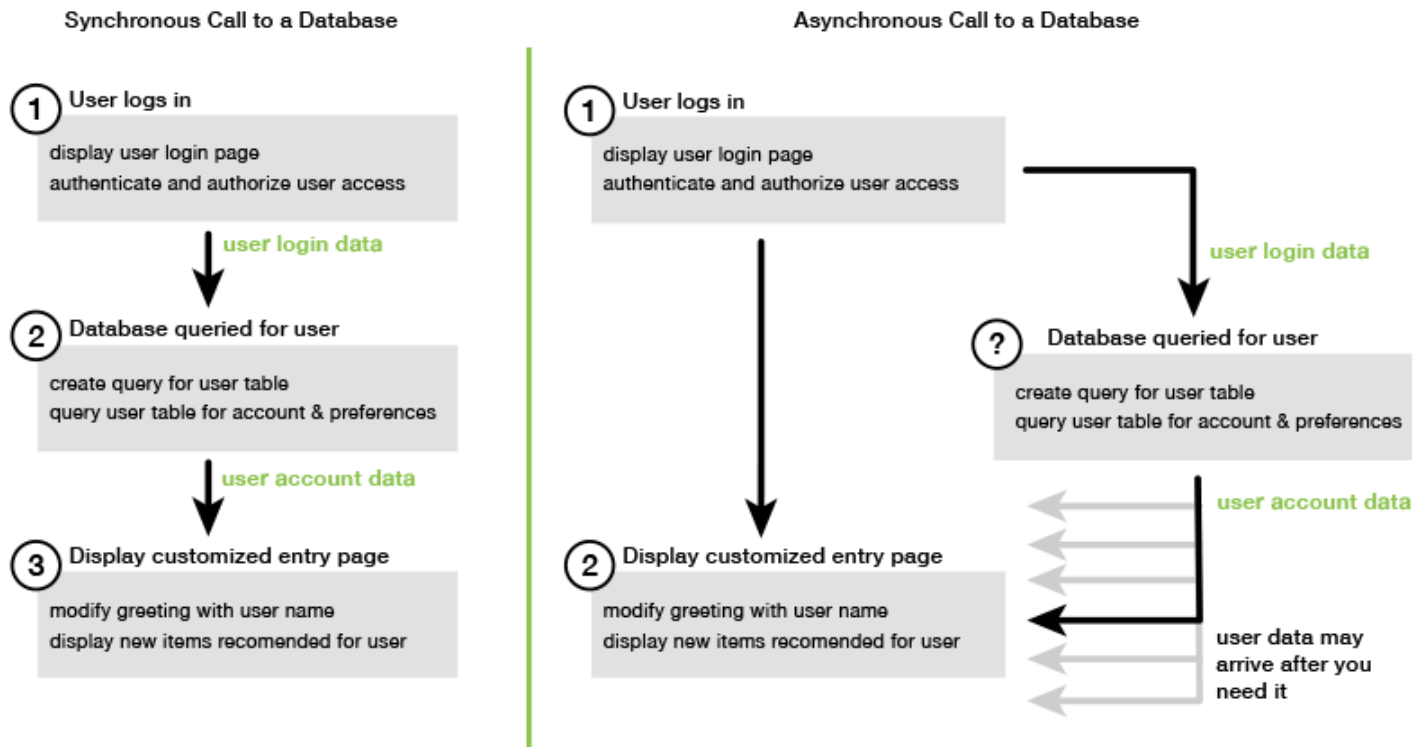 Synchronous Call to a Database
1
User logs in
display user login page
authenticate and authorize user access
user login data
2
Database queried for user
create query for user table
query user table for account & preferences
user account data
3
Display customized entry page
modify greeting with user name
display new items recomended for user
Asynchronous Call to a Database
1
User logs in
display user login page
authenticate and authorize user access
user login data
?
Database queried for user
create query for user table
query user table for account & preferences
user account data
2
Display customized entry page
modify greeting with user name
display new items recomended for user
user data may
arrive after you
need it